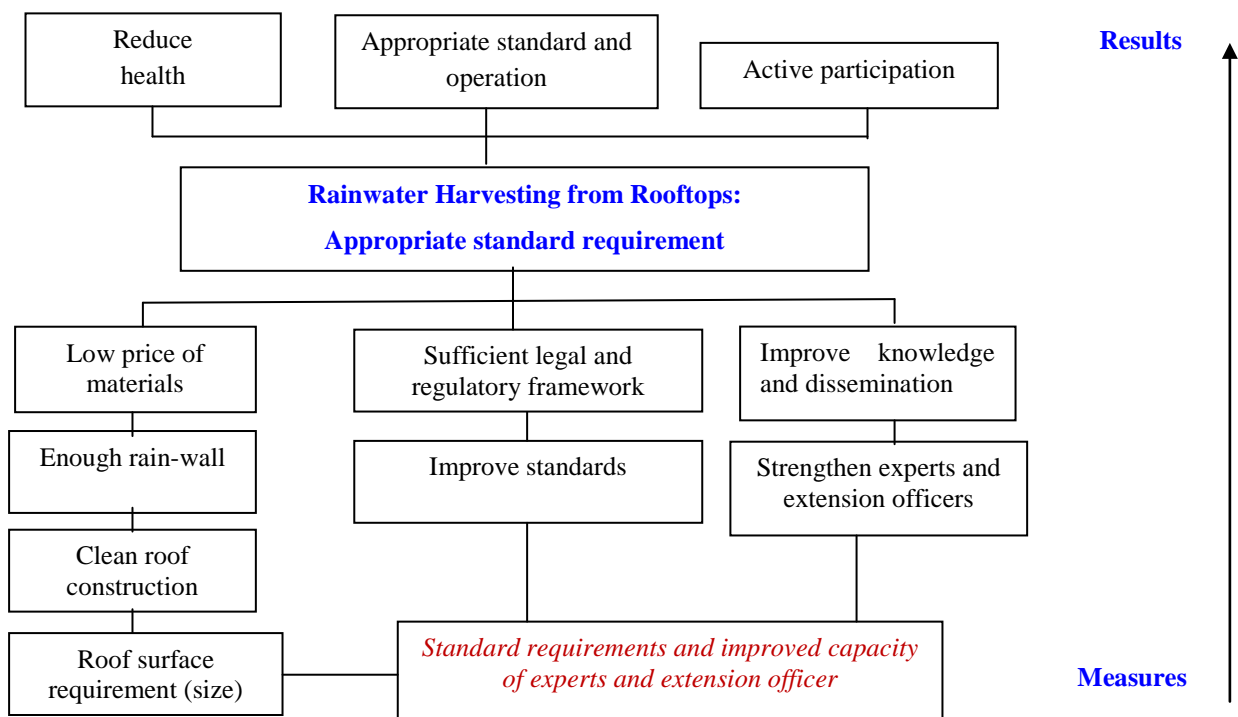 Reduce
health
Appropriate standard and
operation
Active participation
Results
Rainwater Harvesting from Rooftops:
Appropriate standard requirement
Low price of
materials
Sufficient legal and
regulatory framework
Improve knowledge
and dissemination
Enough rain-wall
Improve standards
Strengthen experts and
extension officers
Clean roof
construction
Roof surface
requirement (size)
Standard requirements and improved capacity
of experts and extension officer
Measures